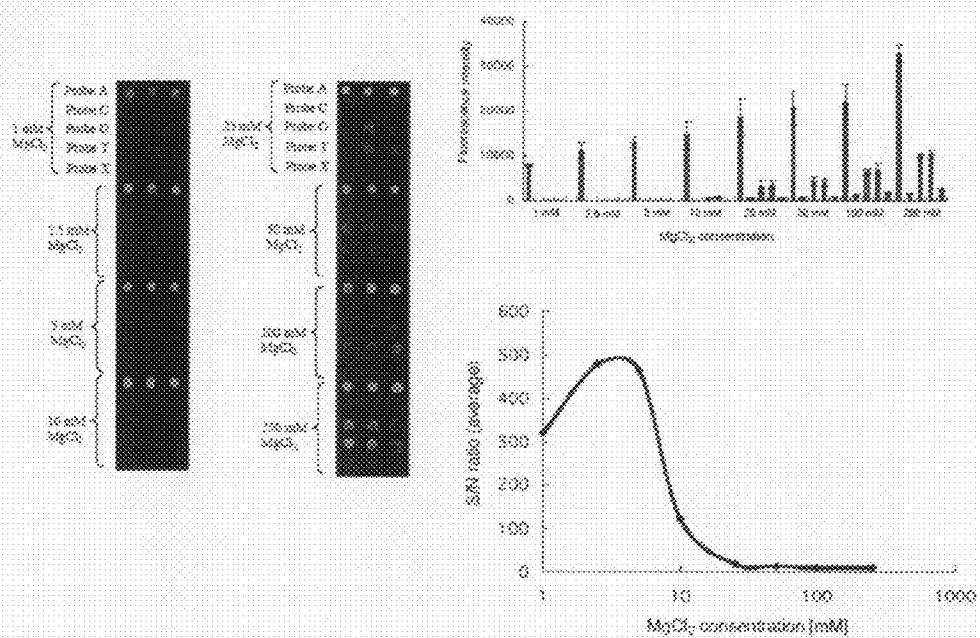 Probe A
Probe C
Probe G
Probe T
Probe X
1 mM
MgCl₂
2.5 mM
MgCl₂
5 mM
MgCl₂
10 mM
MgCl₂
Probe A
Probe C
Probe G
Probe T
Probe X
25 mM
MgCl₂
50 mM
MgCl₂
100 mM
MgCl₂
250 mM
MgCl₂
Fluorescence intensity
40000
30000
20000
10000
0
1 mM
2.5 mM
5 mM
10 mM
25 mM
50 mM
100 mM
250 mM
MgCl₂ concentration
S/N ratio (average)
600
500
400
300
200
100
0
1
10
100
1000
MgCl₂ concentration [mM]